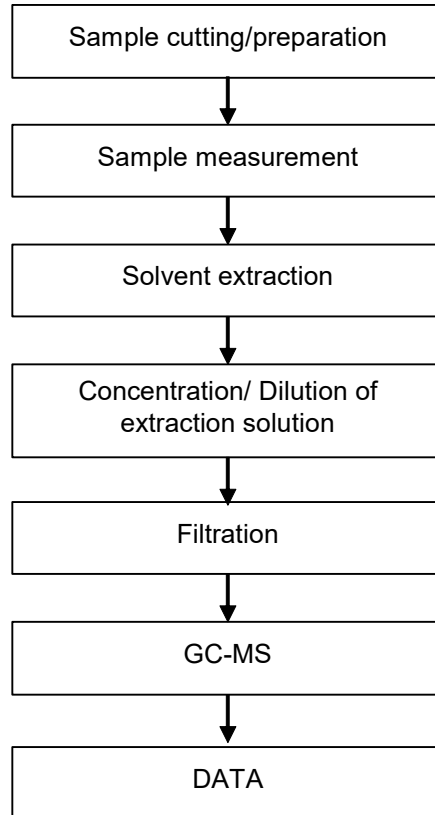 Sample cutting/preparation
Sample measurement
Solvent extraction
Concentration/ Dilution of
extraction solution
Filtration
GC-MS
DATA